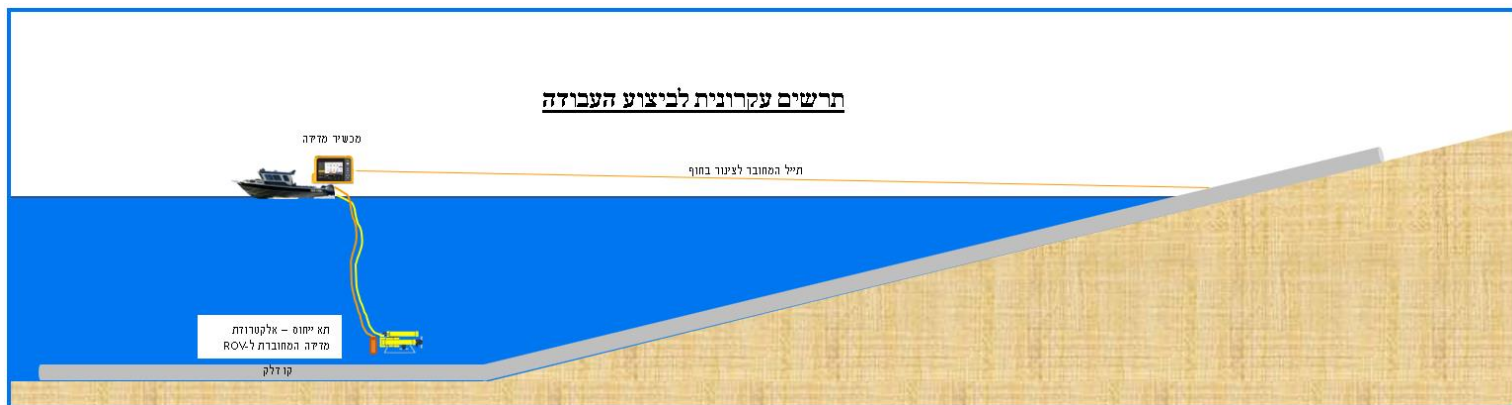 תרשים עקרונית לביצוע העבודה
מכשיר מדידה
תייל המחובר לצינור בחוף
תא ייחוס – אלקטרודת
מדידה המחוברת ל-ROV
קו דלק